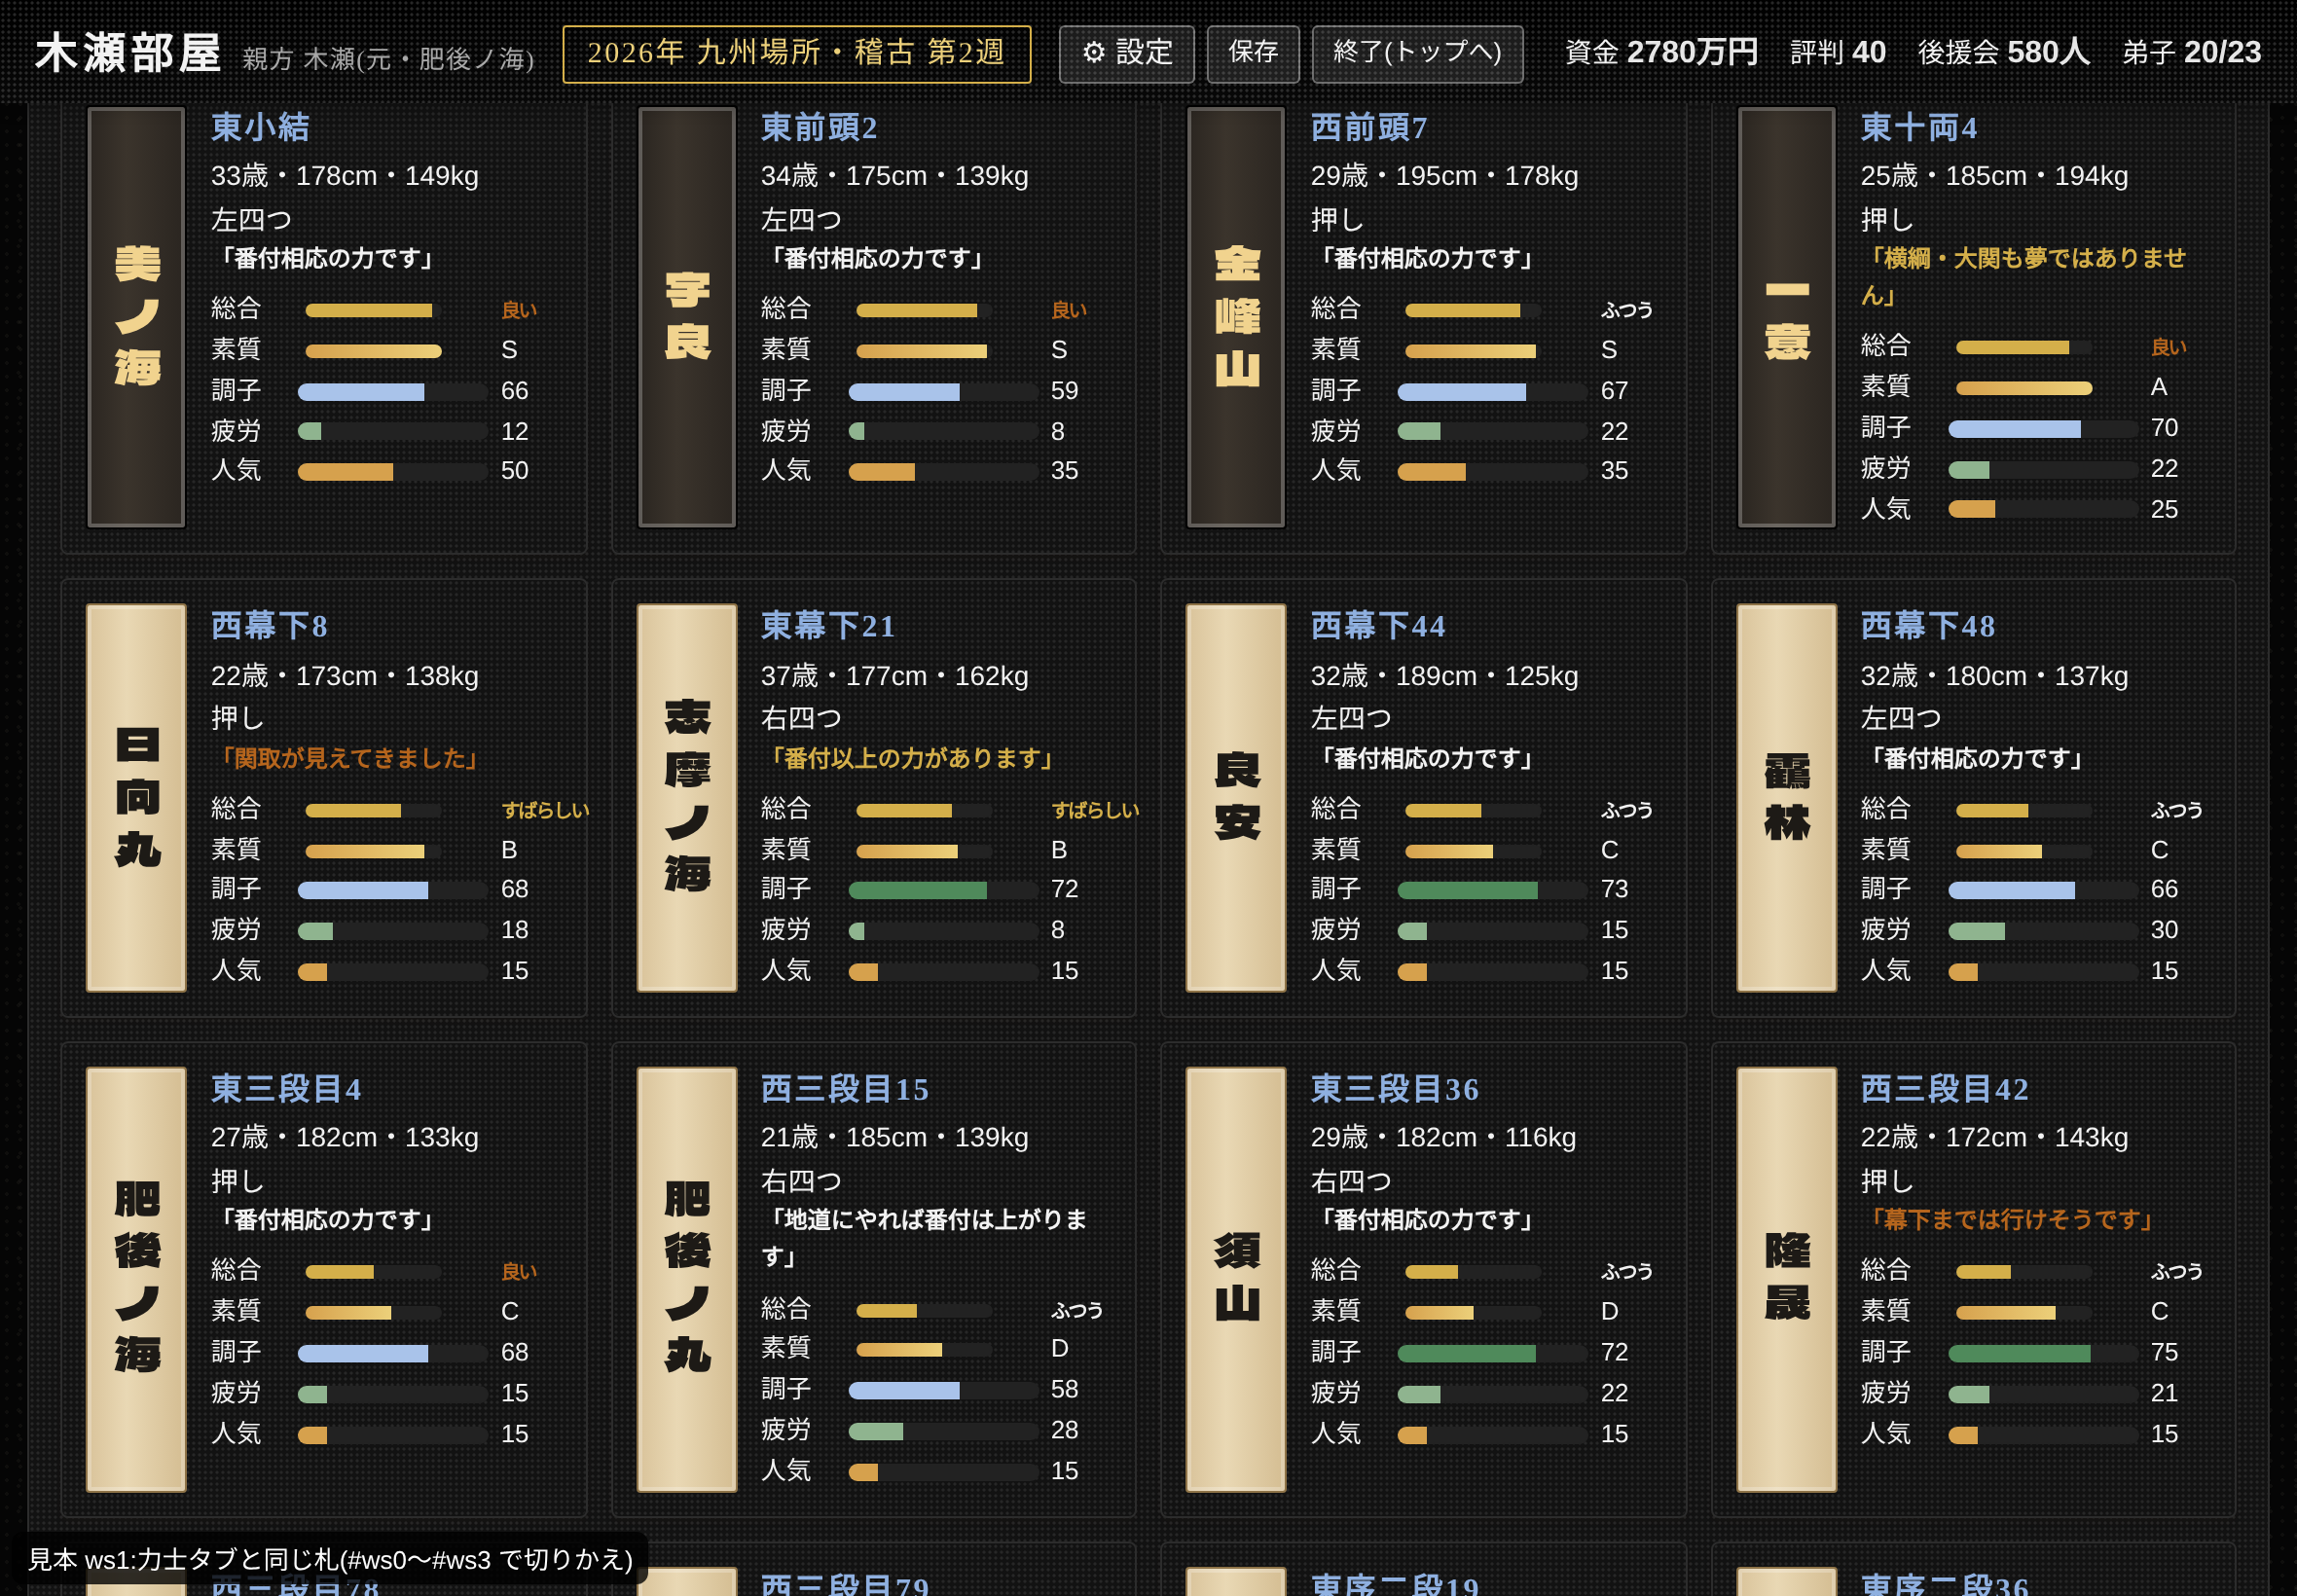 木瀬部屋 親方 木瀬(元・肥後ノ海) 2026年 九州場所・稽古 第2週 ⚙ 設定 保存 終了(トップへ) 資金 2780万円 評判 40 後援会 580人 弟子 20/23
美ノ海
東小結
33歳・178cm・149kg
左四つ
「番付相応の力です」
総合 良い
素質 S
調子 66
疲労 12
人気 50
宇良
東前頭2
34歳・175cm・139kg
左四つ
「番付相応の力です」
総合 良い
素質 S
調子 59
疲労 8
人気 35
金峰山
西前頭7
29歳・195cm・178kg
押し
「番付相応の力です」
総合 ふつう
素質 S
調子 67
疲労 22
人気 35
一意
東十両4
25歳・185cm・194kg
押し
「横綱・大関も夢ではありませ
ん」
総合 良い
素質 A
調子 70
疲労 22
人気 25
日向丸
西幕下8
22歳・173cm・138kg
押し
「関取が見えてきました」
総合 すばらしい
素質 B
調子 68
疲労 18
人気 15
志摩ノ海
東幕下21
37歳・177cm・162kg
右四つ
「番付以上の力があります」
総合 すばらしい
素質 B
調子 72
疲労 8
人気 15
良安
西幕下44
32歳・189cm・125kg
左四つ
「番付相応の力です」
総合 ふつう
素質 C
調子 73
疲労 15
人気 15
靏林
西幕下48
32歳・180cm・137kg
左四つ
「番付相応の力です」
総合 ふつう
素質 C
調子 66
疲労 30
人気 15
肥後ノ海
東三段目4
27歳・182cm・133kg
押し
「番付相応の力です」
総合 良い
素質 C
調子 68
疲労 15
人気 15
肥後ノ丸
西三段目15
21歳・185cm・139kg
右四つ
「地道にやれば番付は上がりま
す」
総合 ふつう
素質 D
調子 58
疲労 28
人気 15
須山
東三段目36
29歳・182cm・116kg
右四つ
「番付相応の力です」
総合 ふつう
素質 D
調子 72
疲労 22
人気 15
隆晟
西三段目42
22歳・172cm・143kg
押し
「幕下までは行けそうです」
総合 ふつう
素質 C
調子 75
疲労 21
人気 15
見本 ws1:力士タブと同じ札(#ws0〜#ws3 で切りかえ)
西三段目78
西三段目79
東序二段19
東序二段36